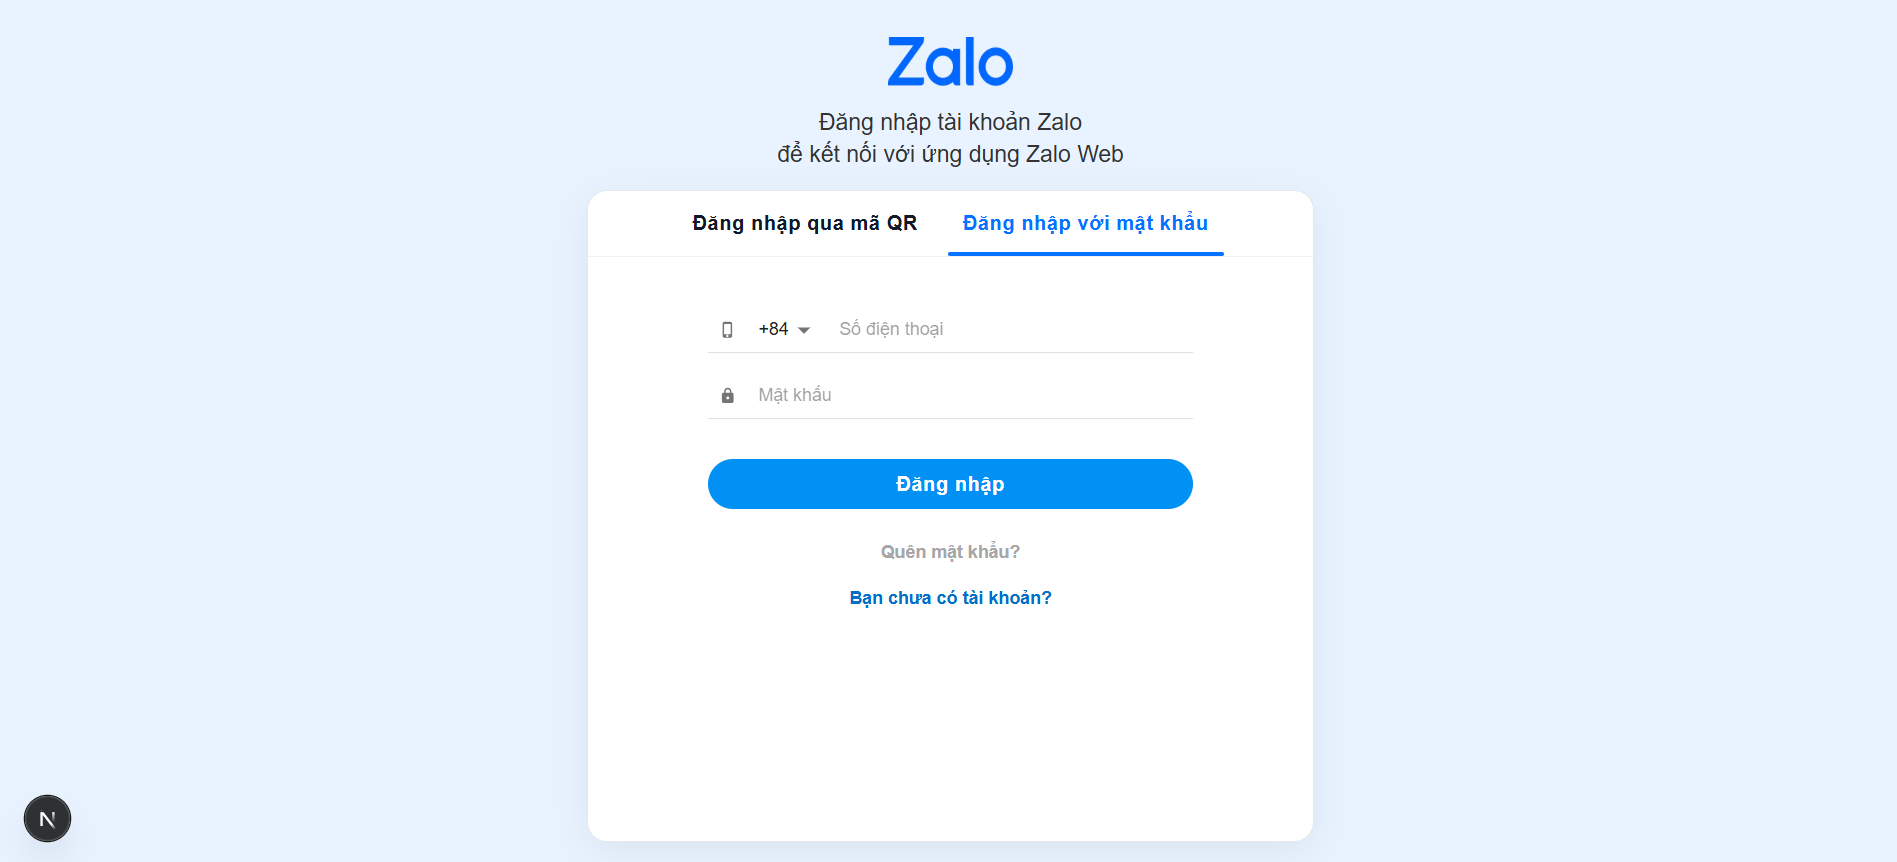 Zalo
Đăng nhập tài khoản Zalo
để kết nối với ứng dụng Zalo Web
Đăng nhập qua mã QR
Đăng nhập với mật khẩu
+84 Số điện thoại
Mật khẩu
Đăng nhập
Quên mật khẩu?
Bạn chưa có tài khoản?
N